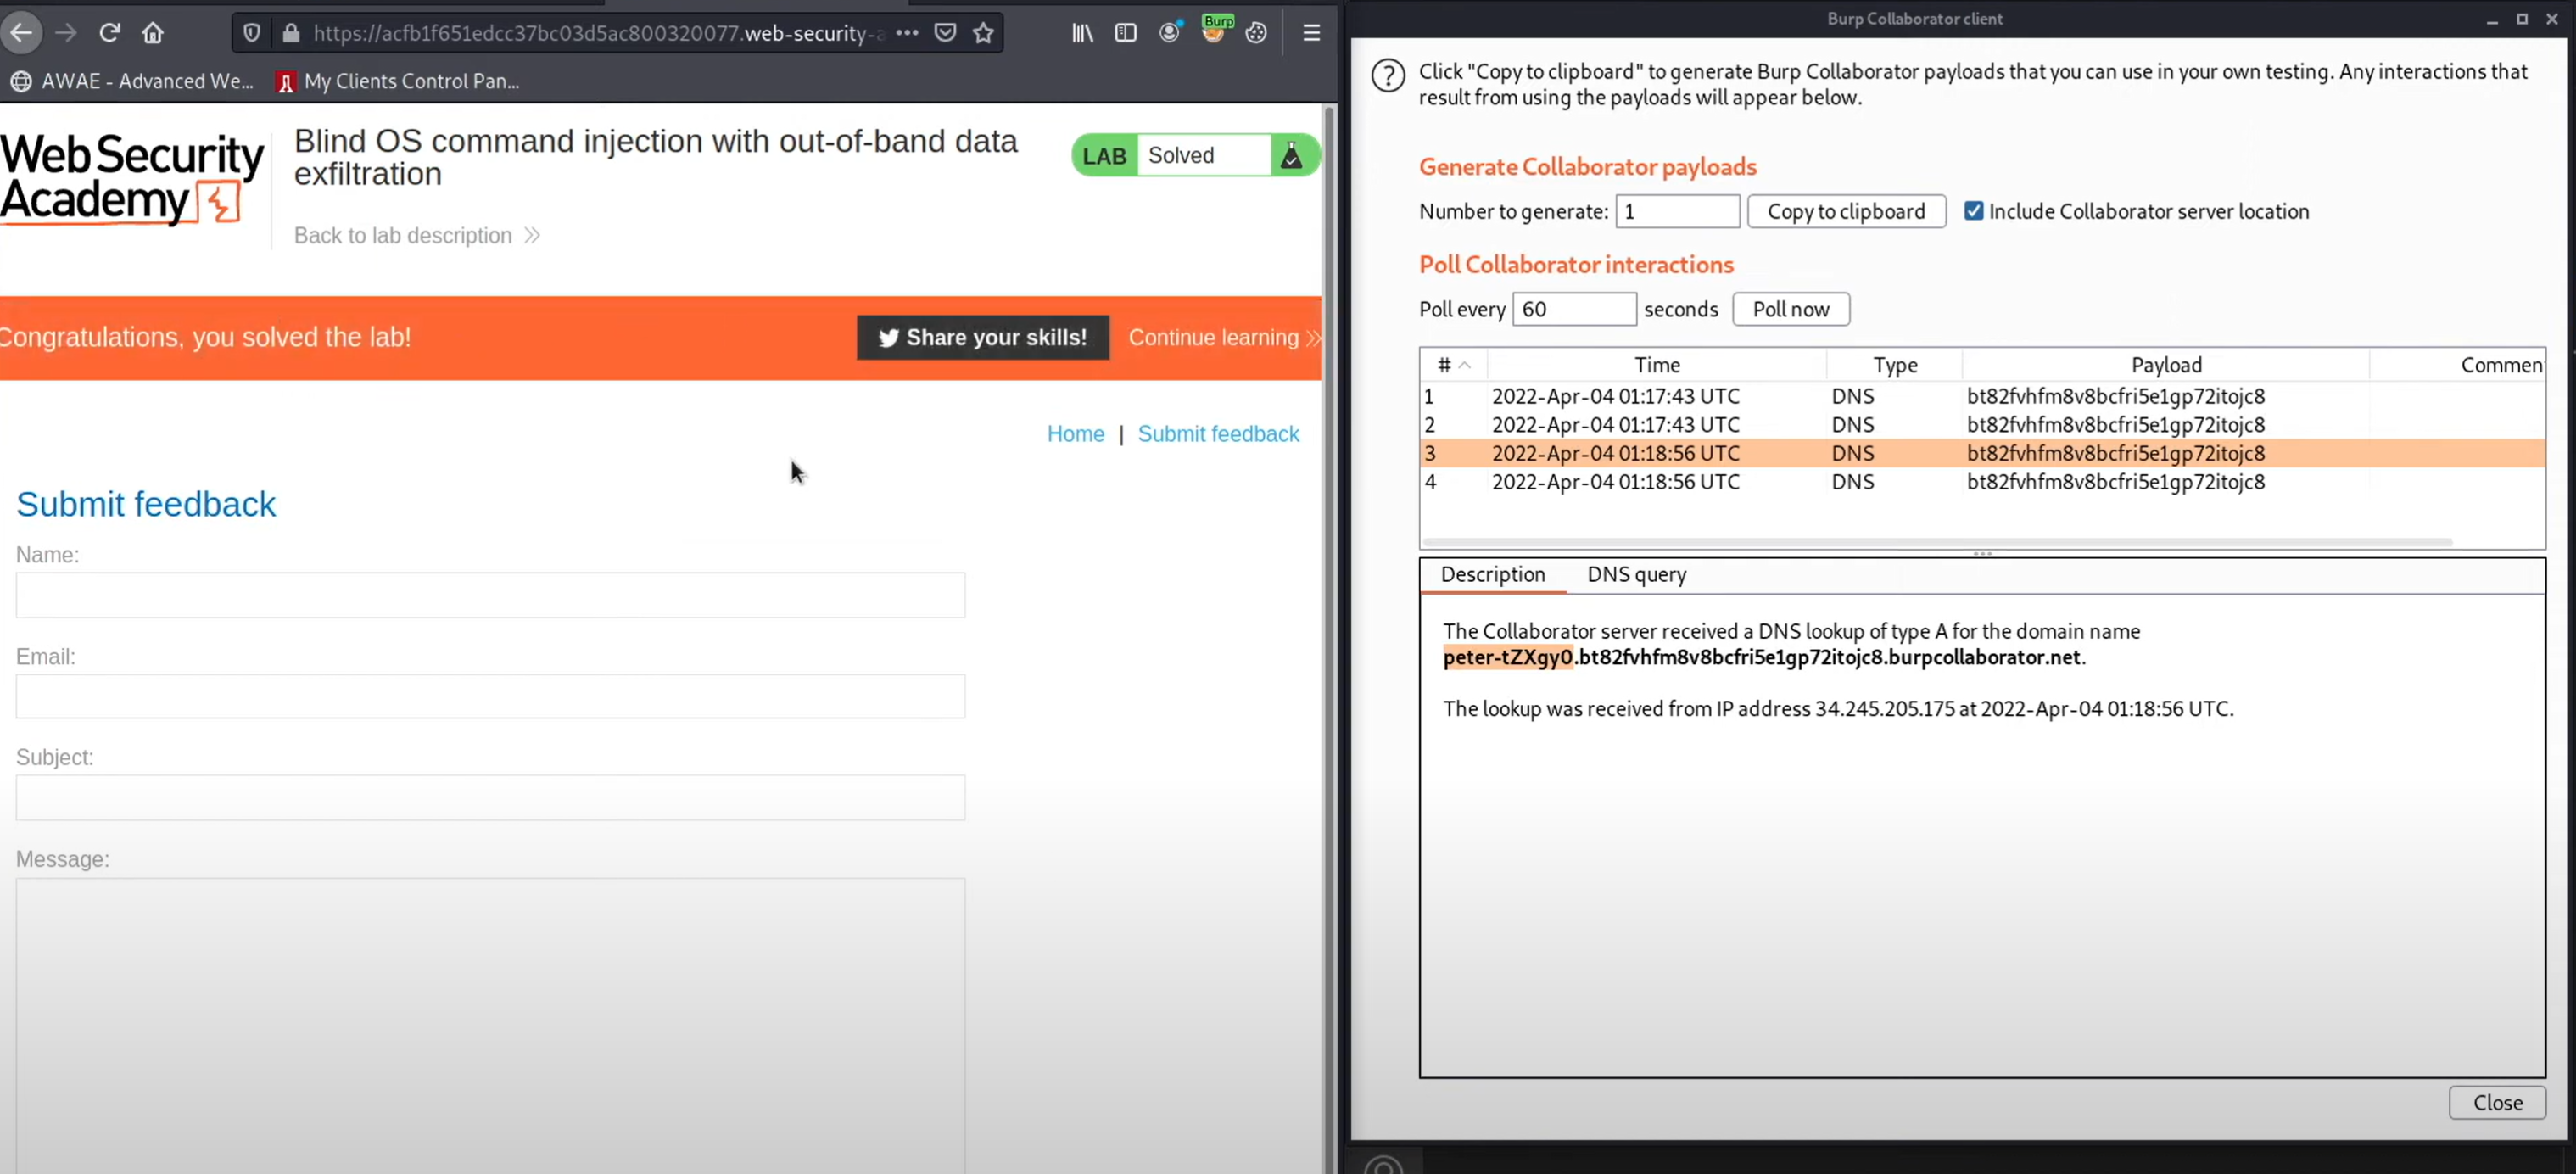 https://acfb1f651edcc37bc03d5ac800320077.web-security-a
Burp
AWAE - Advanced We...
My Clients Control Pan...
Web Security
Academy
Blind OS command injection with out-of-band data
exfiltration
Back to lab description
LAB Solved
Congratulations, you solved the lab!
Share your skills!
Continue learning
Home | Submit feedback
Submit feedback
Name:
Email:
Subject:
Message:
Burp Collaborator client
Click "Copy to clipboard" to generate Burp Collaborator payloads that you can use in your own testing. Any interactions that
result from using the payloads will appear below.
Generate Collaborator payloads
Number to generate: 1 Copy to clipboard Include Collaborator server location
Poll Collaborator interactions
Poll every 60 seconds Poll now
# Time Type Payload Commen
1 2022-Apr-04 01:17:43 UTC DNS bt82fvhfm8v8bcfri5e1gp72itojc8
2 2022-Apr-04 01:17:43 UTC DNS bt82fvhfm8v8bcfri5e1gp72itojc8
3 2022-Apr-04 01:18:56 UTC DNS bt82fvhfm8v8bcfri5e1gp72itojc8
4 2022-Apr-04 01:18:56 UTC DNS bt82fvhfm8v8bcfri5e1gp72itojc8
Description DNS query
The Collaborator server received a DNS lookup of type A for the domain name
peter-tZXgy0.bt82fvhfm8v8bcfri5e1gp72itojc8.burpcollaborator.net.
The lookup was received from IP address 34.245.205.175 at 2022-Apr-04 01:18:56 UTC.
Close